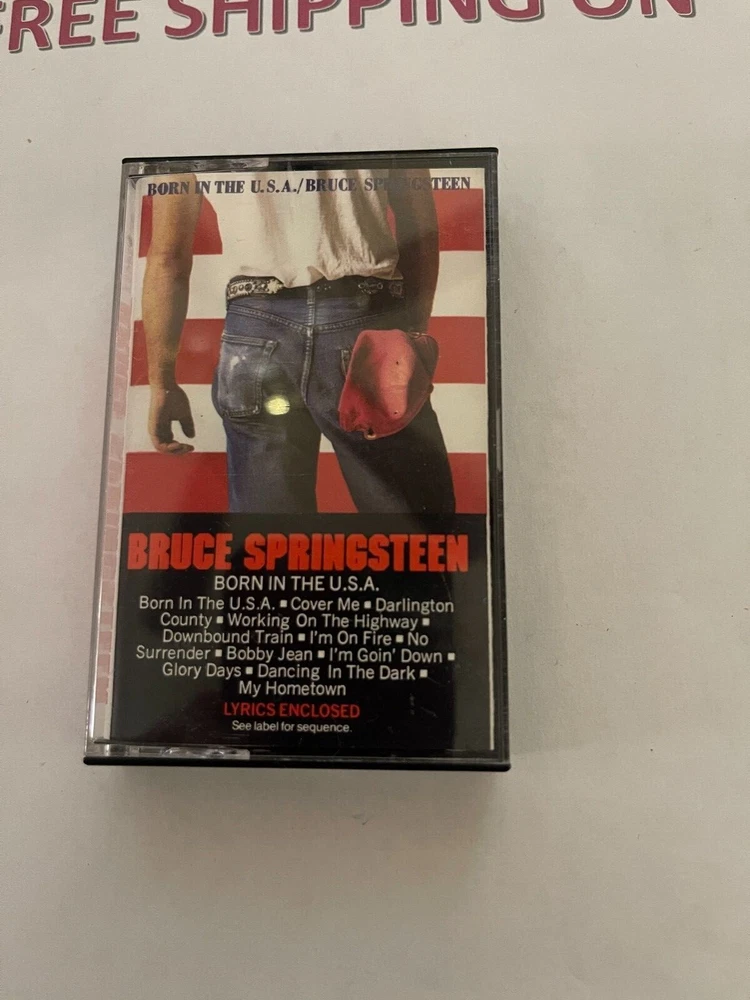 FREE SHIPPING ON
BORN IN THE U.S.A./BRUCE SPRINGSTEEN
BRUCE SPRINGSTEEN
BORN IN THE U.S.A.
Born In The U.S.A. ▪ Cover Me ▪ Darlington
County ▪ Working On The Highway ▪
Downbound Train ▪ I'm On Fire ▪ No
Surrender ▪ Bobby Jean ▪ I'm Goin' Down ▪
Glory Days ▪ Dancing In The Dark ▪
My Hometown
LYRICS ENCLOSED
See label for sequence.